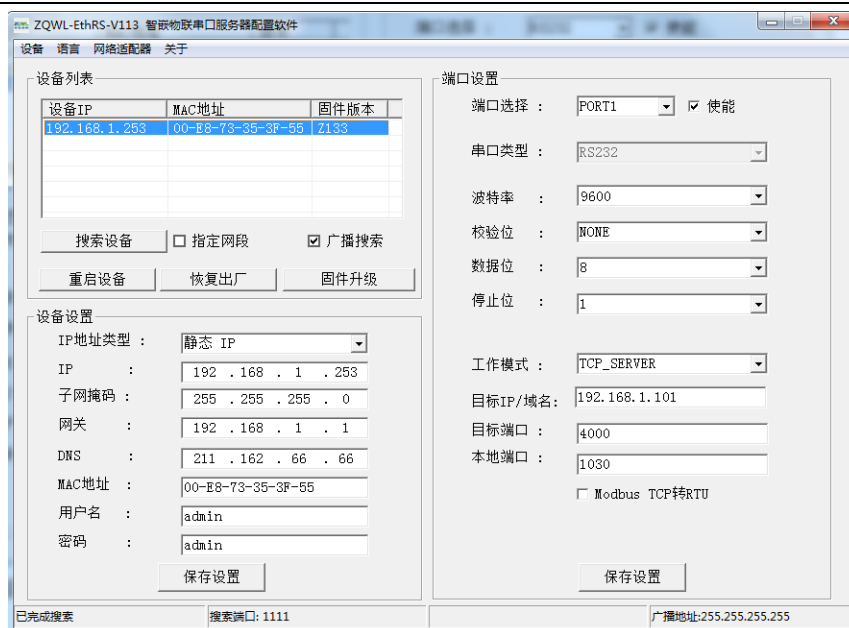 ZQWL-EthRS-V113 智嵌物联串口服务器配置软件
设备 语言 网络适配器 关于
设备列表
设备IP MAC地址 固件版本
192.168.1.253 00-E8-73-35-3F-55 Z133
搜索设备 指定网段 广播搜索
重启设备 恢复出厂 固件升级
设备设置
IP地址类型 : 静态 IP
IP : 192 . 168 . 1 . 253
子网掩码 : 255 . 255 . 255 . 0
网关 : 192 . 168 . 1 . 1
DNS : 211 . 162 . 66 . 66
MAC地址 : 00-E8-73-35-3F-55
用户名 : admin
密码 : admin
保存设置
端口设置
端口选择 : PORT1 使能
串口类型 : RS232
波特率 : 9600
校验位 : NONE
数据位 : 8
停止位 : 1
工作模式 : TCP_SERVER
目标IP/域名: 192.168.1.101
目标端口 : 4000
本地端口 : 1030
Modbus TCP转RTU
保存设置
已完成搜索 搜索端口: 1111 广播地址:255.255.255.255